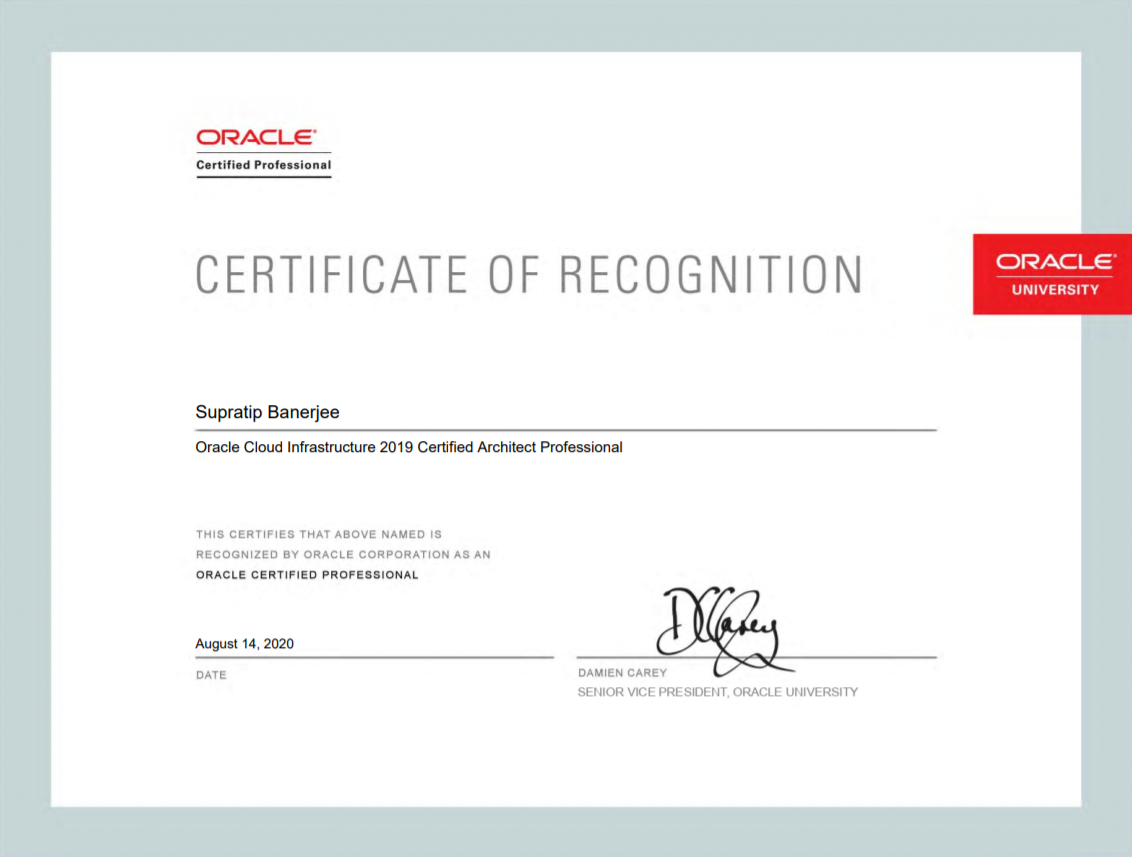 ORACLE®
Certified Professional
CERTIFICATE OF RECOGNITION
ORACLE®
UNIVERSITY
Supratip Banerjee
Oracle Cloud Infrastructure 2019 Certified Architect Professional
THIS CERTIFIES THAT ABOVE NAMED IS
RECOGNIZED BY ORACLE CORPORATION AS AN
ORACLE CERTIFIED PROFESSIONAL
August 14, 2020
DATE
DCCarey
DAMIEN CAREY
SENIOR VICE PRESIDENT, ORACLE UNIVERSITY